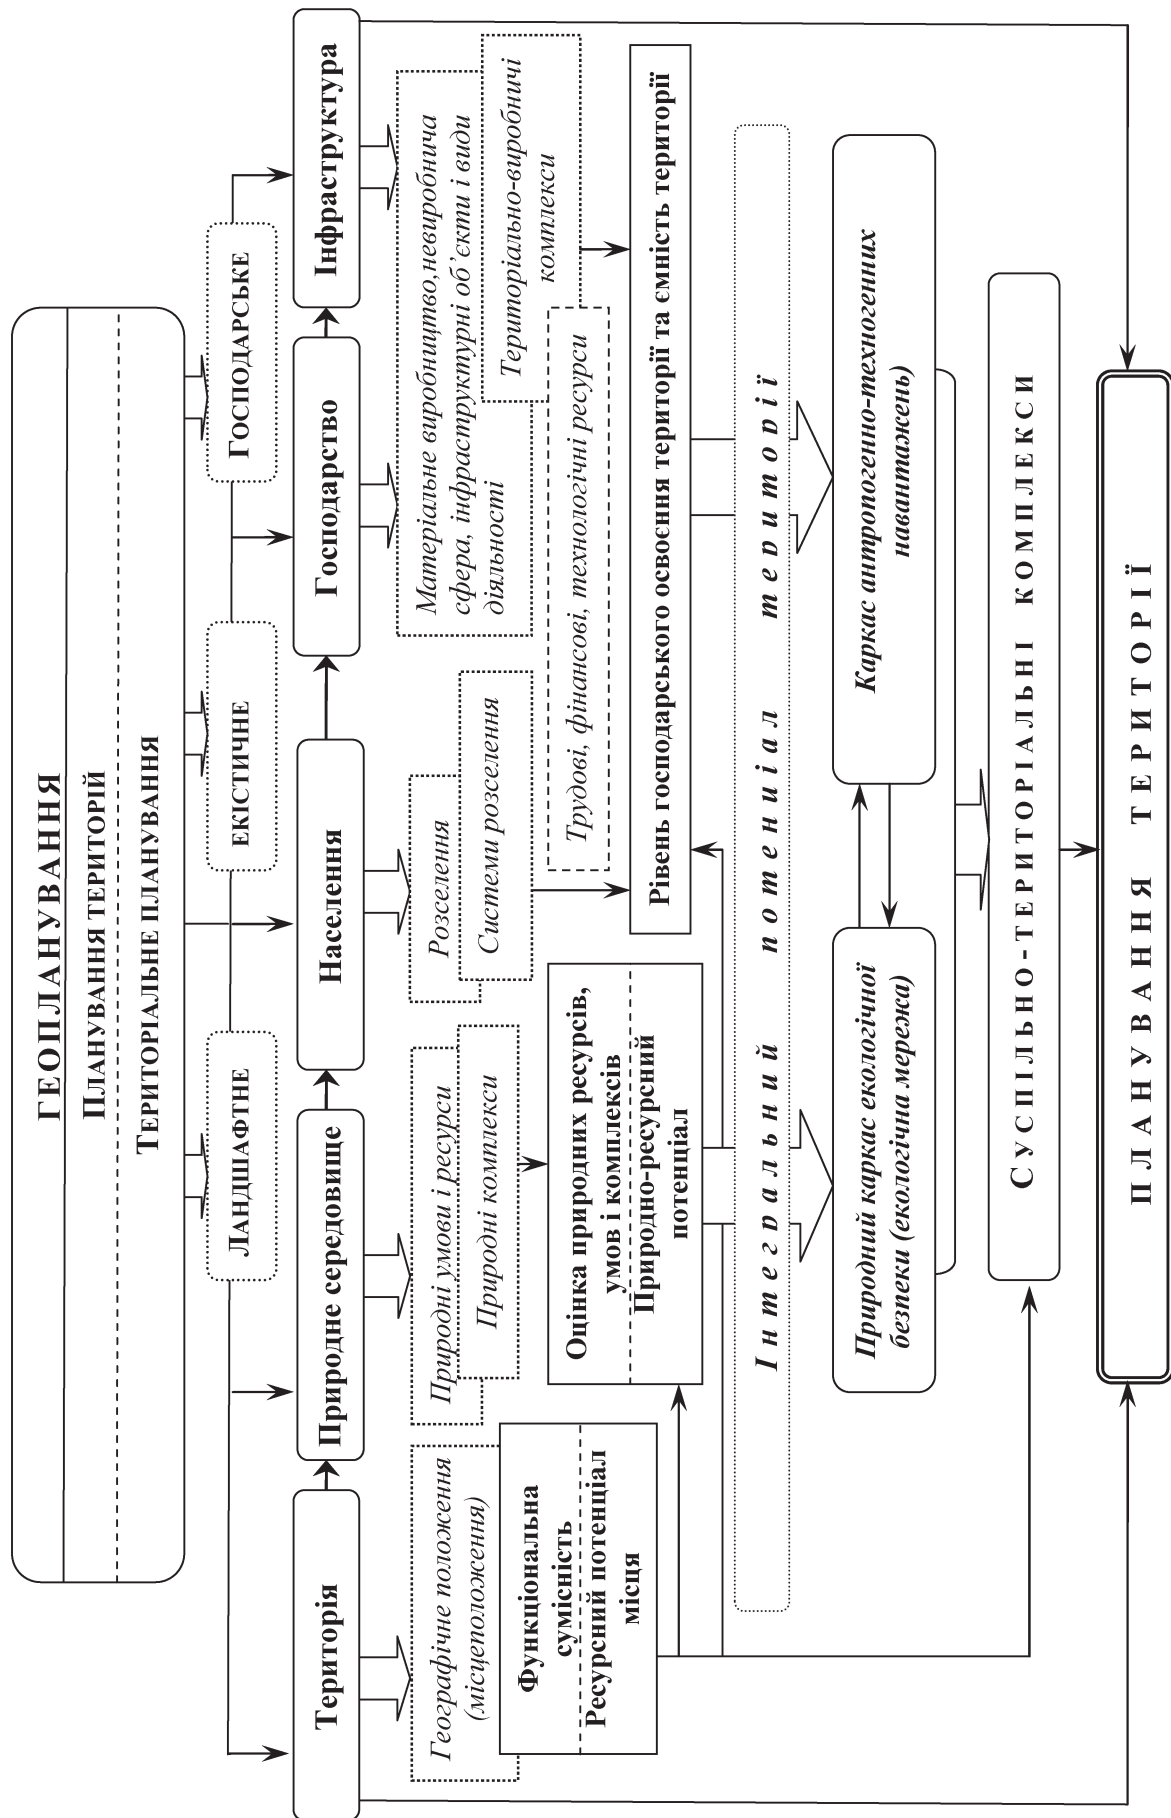 ГЕОПЛАНУВАННЯ
ПЛАНУВАННЯ ТЕРИТОРІЙ
ТЕРИТОРІАЛЬНЕ ПЛАНУВАННЯ
ЛАНДШАФТНЕ
ЕКІСТИЧНЕ
ГОСПОДАРСЬКЕ
Територія
Природне середовище
Населення
Господарство
Інфраструктура
Географічне положення
(місцеположення)
Природні умови і ресурси
Природні комплекси
Розселення
Системи розселення
Матеріальне виробництво,невиробнича
сфера, інфраструктурні об’єкти і види
діяльності
Територіально-виробничі
комплекси
Трудові, фінансові, технологічні ресурси
Функціональна
сумісність
Ресурсний потенціал
місця
Оцінка природних ресурсів,
умов і комплексів
Природно-ресурсний
потенціал
Рівень господарського освоєння території та ємність території
Інтегральний потенціал території
Природний каркас екологічної
безпеки (екологічна мережа)
Каркас антропогенно-техногенних
навантажень)
СУСПІЛЬНО-ТЕРИТОРІАЛЬНІ КОМПЛЕКСИ
ПЛАНУВАННЯ ТЕРИТОРІЇ